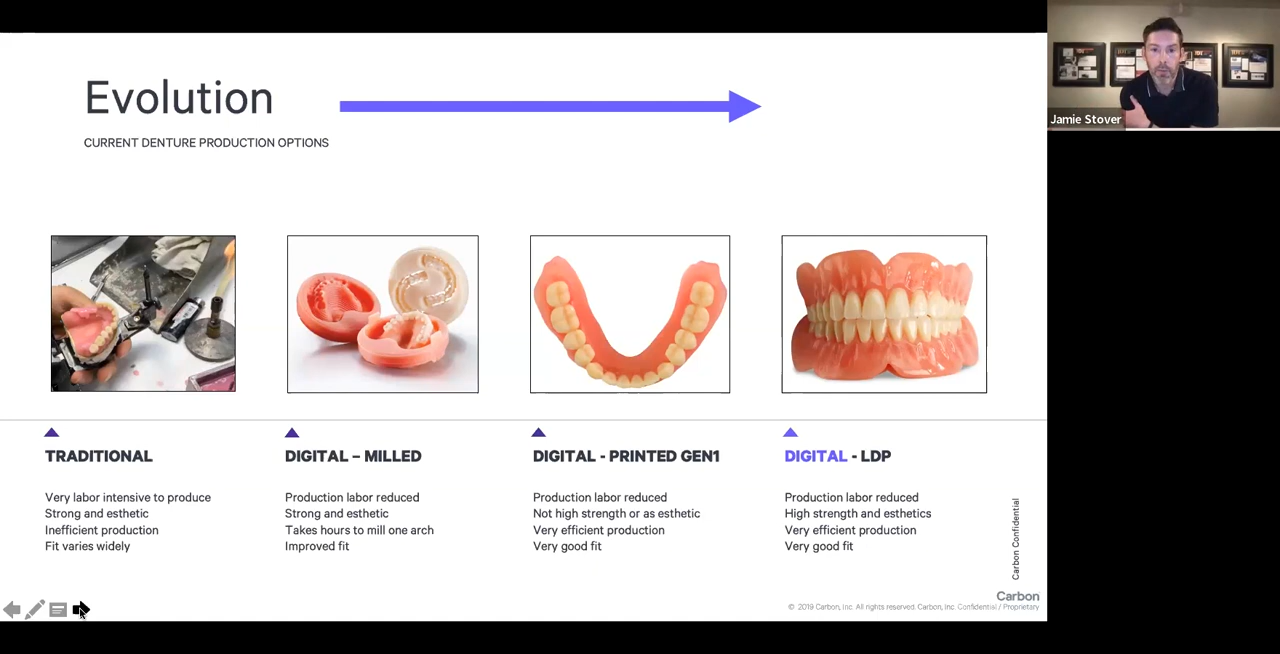 Evolution
CURRENT DENTURE PRODUCTION OPTIONS
Jamie Stover
TRADITIONAL
Very labor intensive to produce
Strong and esthetic
Inefficient production
Fit varies widely
DIGITAL – MILLED
Production labor reduced
Strong and esthetic
Takes hours to mill one arch
Improved fit
DIGITAL - PRINTED GEN1
Production labor reduced
Not high strength or as esthetic
Very efficient production
Very good fit
DIGITAL - LDP
Production labor reduced
High strength and esthetics
Very efficient production
Very good fit
Carbon Confidential
Carbon
© 2019 Carbon, Inc. All rights reserved. Carbon, Inc. Confidential / Proprietary